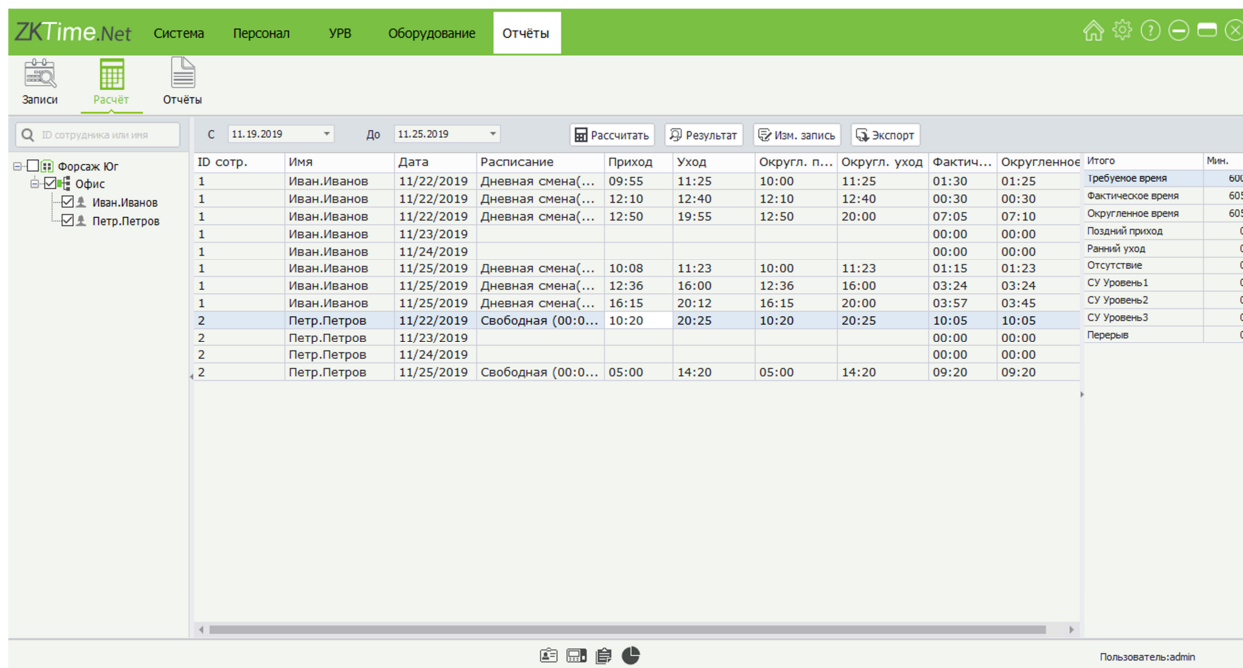 ZKTime.Net Система Персонал УРВ Оборудование Отчёты
Записи Расчёт Отчёты
ID сотрудника или имя С 11.19.2019 До 11.25.2019 Рассчитать Результат Изм. запись Экспорт
Форсаж Юг
Офис
Иван.Иванов
Петр.Петров
ID сотр. Имя Дата Расписание Приход Уход Округл. п... Округл. уход Фактич... Округленное
1 Иван.Иванов 11/22/2019 Дневная смена(... 09:55 11:25 10:00 11:25 01:30 01:25
1 Иван.Иванов 11/22/2019 Дневная смена(... 12:10 12:40 12:10 12:40 00:30 00:30
1 Иван.Иванов 11/22/2019 Дневная смена(... 12:50 19:55 12:50 20:00 07:05 07:10
1 Иван.Иванов 11/23/2019 00:00 00:00
1 Иван.Иванов 11/24/2019 00:00 00:00
1 Иван.Иванов 11/25/2019 Дневная смена(... 10:08 11:23 10:00 11:23 01:15 01:23
1 Иван.Иванов 11/25/2019 Дневная смена(... 12:36 16:00 12:36 16:00 03:24 03:24
1 Иван.Иванов 11/25/2019 Дневная смена(... 16:15 20:12 16:15 20:00 03:57 03:45
2 Петр.Петров 11/22/2019 Свободная (00:0... 10:20 20:25 10:20 20:25 10:05 10:05
2 Петр.Петров 11/23/2019 00:00 00:00
2 Петр.Петров 11/24/2019 00:00 00:00
2 Петр.Петров 11/25/2019 Свободная (00:0... 05:00 14:20 05:00 14:20 09:20 09:20
Итого Мин.
Требуемое время 600
Фактическое время 605
Округленное время 605
Поздний приход 0
Ранний уход 0
Отсутствие 0
СУ Уровень1 0
СУ Уровень2 0
СУ Уровень3 0
Перерыв 0
Пользователь:admin